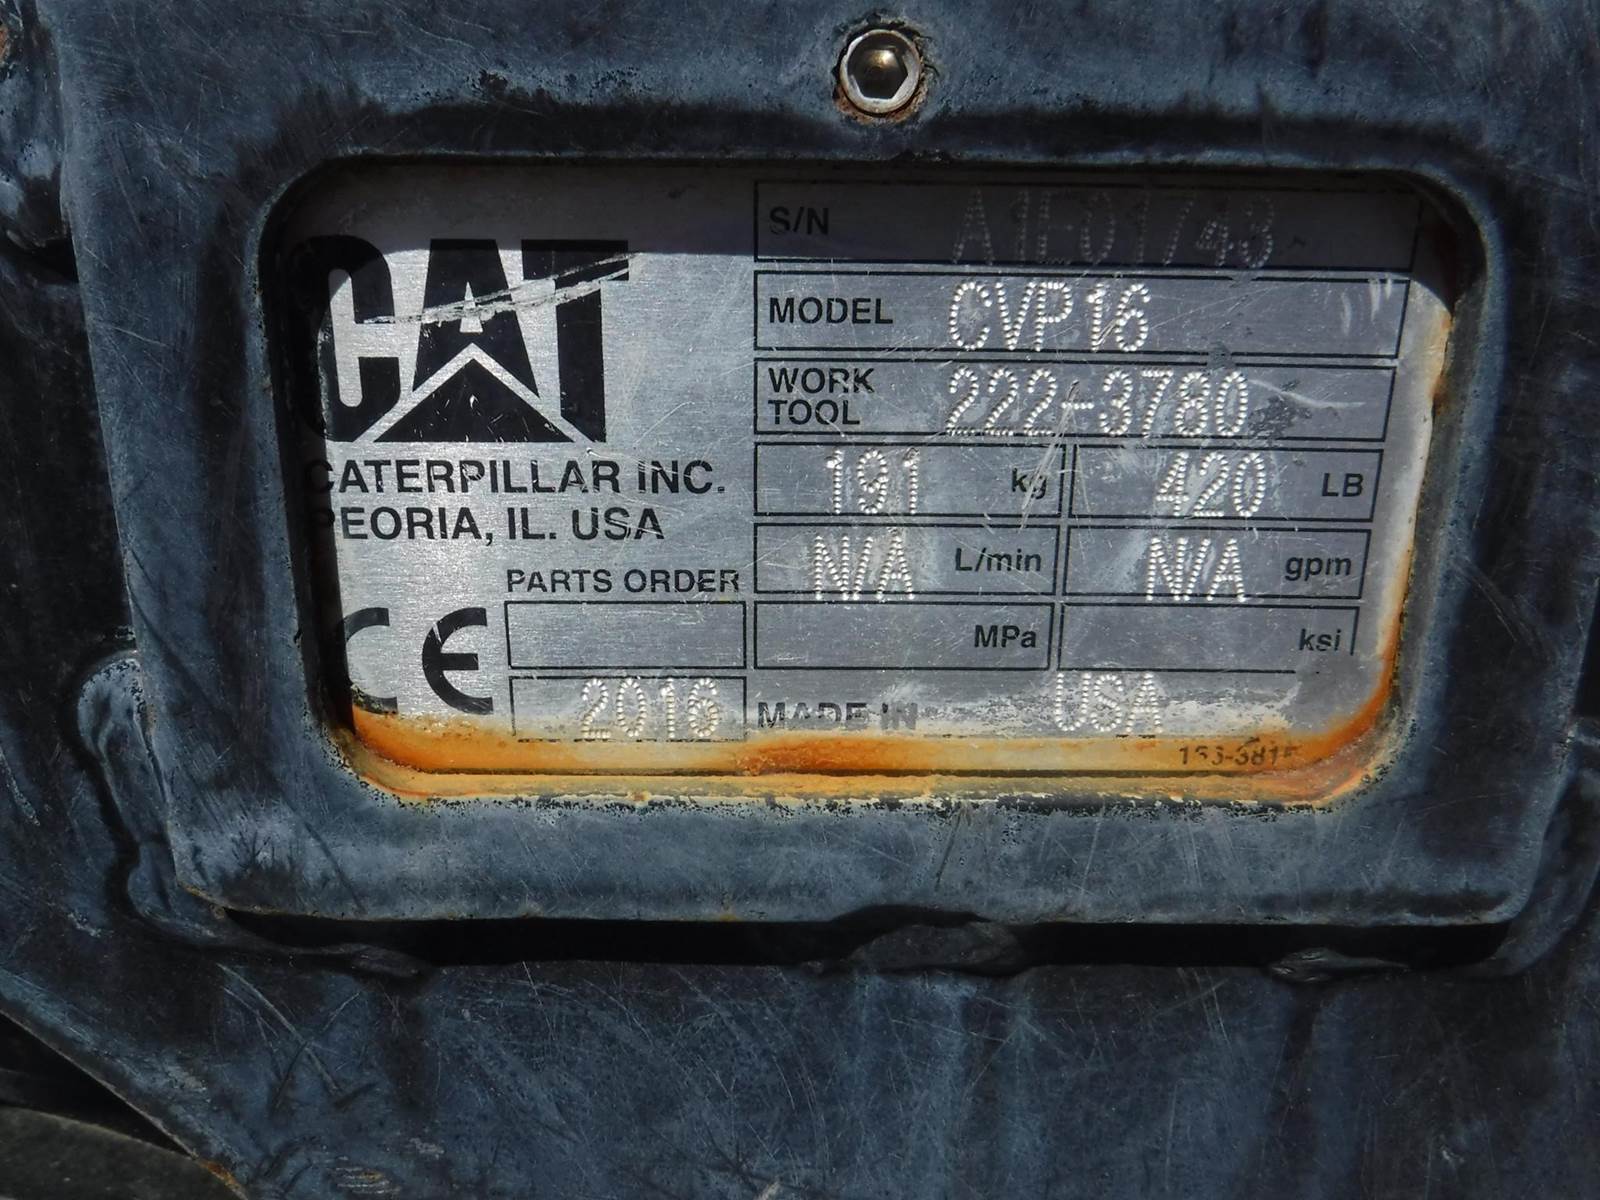 CAT
CATERPILLAR INC.
PEORIA, IL. USA
S/N A1E01743
MODEL CVP16
WORK TOOL 222-3780
191 kg 420 LB
N/A L/min N/A gpm
PARTS ORDER
MPa ksi
CE
2016 MADE IN USA